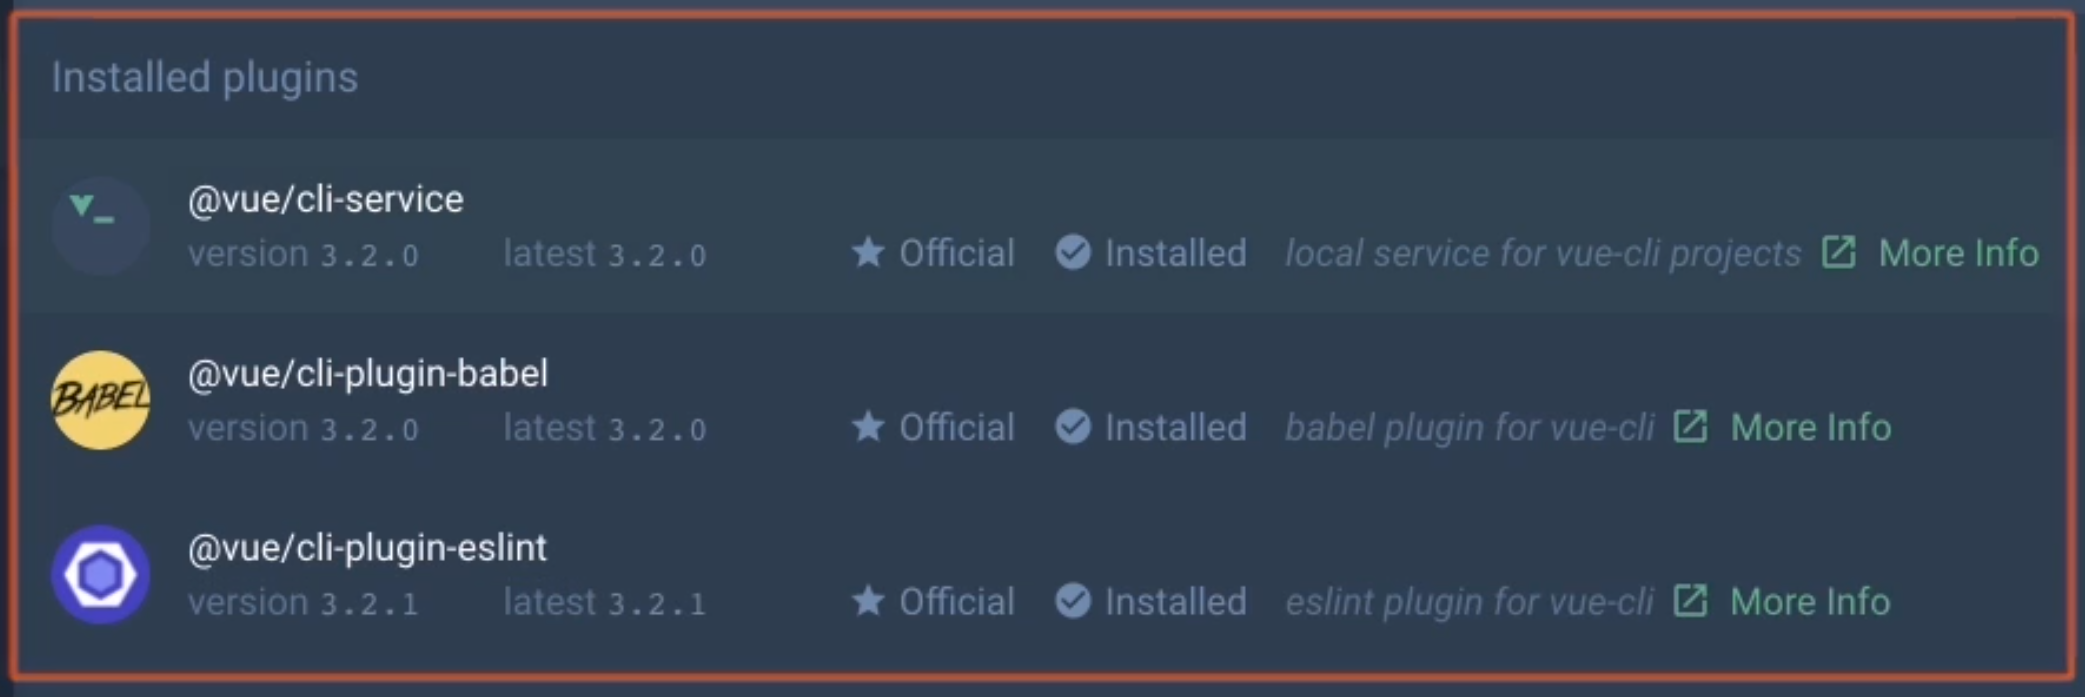 Installed plugins
@vue/cli-service
version 3.2.0 latest 3.2.0 Official Installed local service for vue-cli projects More Info
BABEL
@vue/cli-plugin-babel
version 3.2.0 latest 3.2.0 Official Installed babel plugin for vue-cli More Info
@vue/cli-plugin-eslint
version 3.2.1 latest 3.2.1 Official Installed eslint plugin for vue-cli More Info